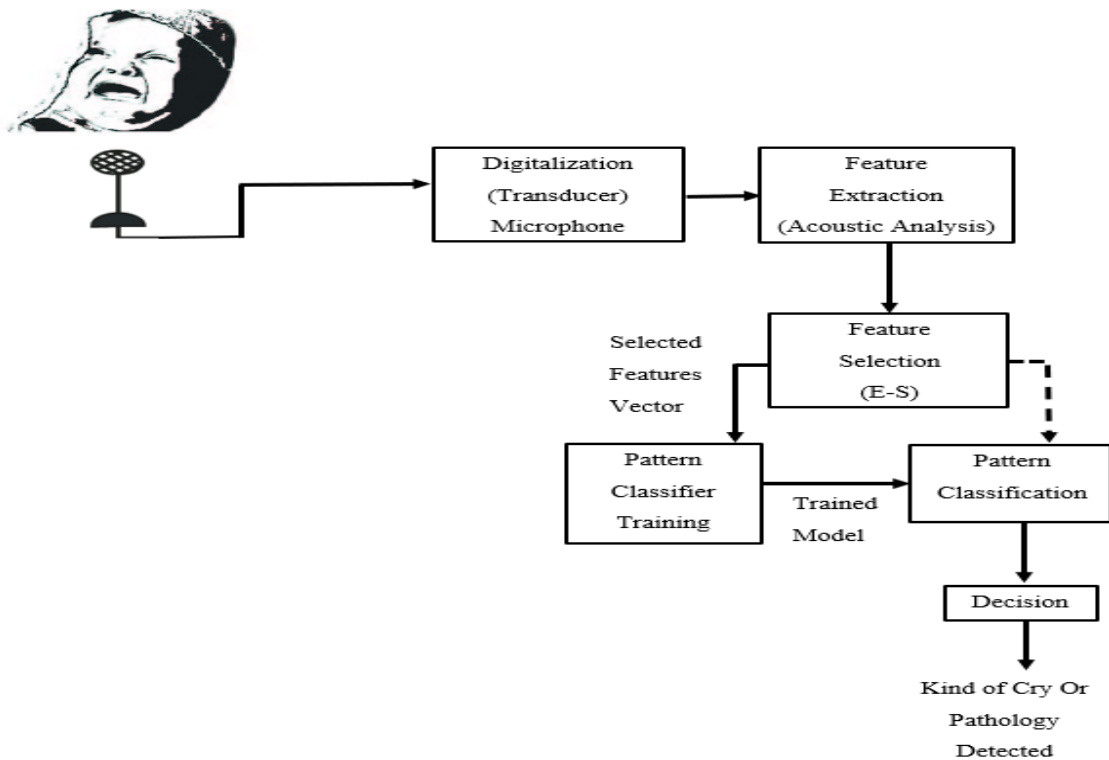 Digitalization
(Transducer)
Microphone
Feature
Extraction
(Acoustic Analysis)
Feature
Selection
(E-S)
Selected
Features
Vector
Pattern
Classifier
Training
Trained
Model
Pattern
Classification
Decision
Kind of Cry Or
Pathology
Detected